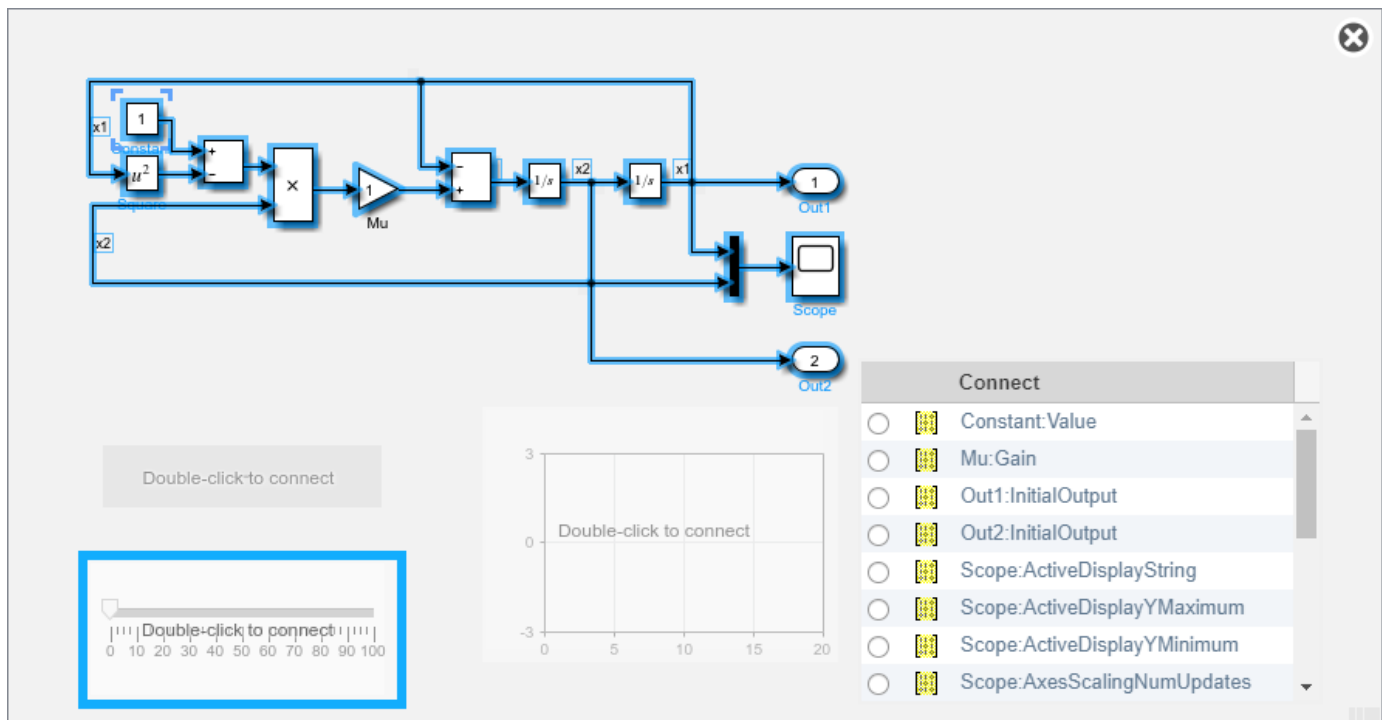 x1
1
Constant
u²
Square
+
−
×
1
Mu
−
+
1/s
x2
1/s
x1
1
Out1
x2
Scope
2
Out2
Connect
Constant:Value
Mu:Gain
Out1:InitialOutput
Out2:InitialOutput
Scope:ActiveDisplayString
Scope:ActiveDisplayYMaximum
Scope:ActiveDisplayYMinimum
Scope:AxesScalingNumUpdates
Double-click to connect
3
0
-3
Double-click to connect
0 5 10 15 20
Double-click to connect
0 10 20 30 40 50 60 70 80 90 100